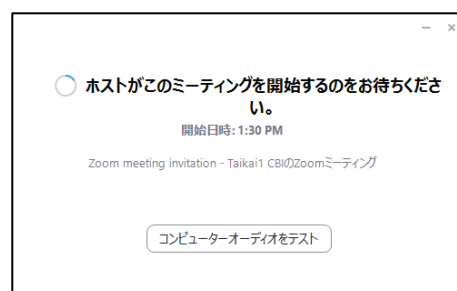 ホストがこのミーティングを開始するのをお待ちくださ
い。
開始日時: 1:30 PM
Zoom meeting invitation - Taikai1 CBIのZoomミーティング
コンピューターオーディオをテスト